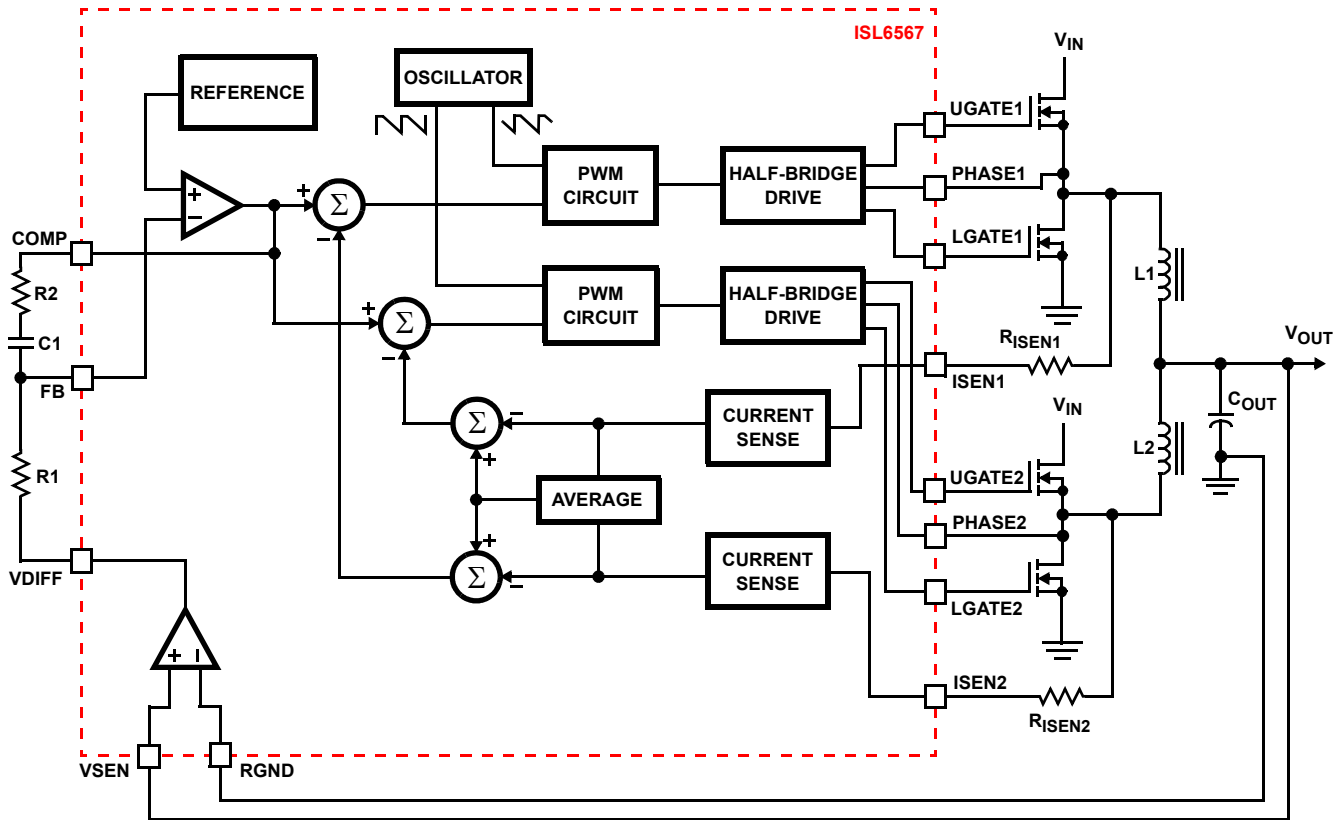 ISL6567
VIN
REFERENCE
OSCILLATOR
UGATE1
PWM
CIRCUIT
HALF-BRIDGE
DRIVE
PHASE1
+
−
+
Σ
−
LGATE1
COMP
L1
R2
PWM
CIRCUIT
HALF-BRIDGE
DRIVE
+
Σ
−
C1
VOUT
RISEN1
FB
ISEN1
COUT
VIN
CURRENT
SENSE
Σ
−
+
L2
R1
UGATE2
AVERAGE
PHASE2
+
Σ
−
CURRENT
SENSE
VDIFF
LGATE2
+
−
ISEN2
RISEN2
VSEN
RGND